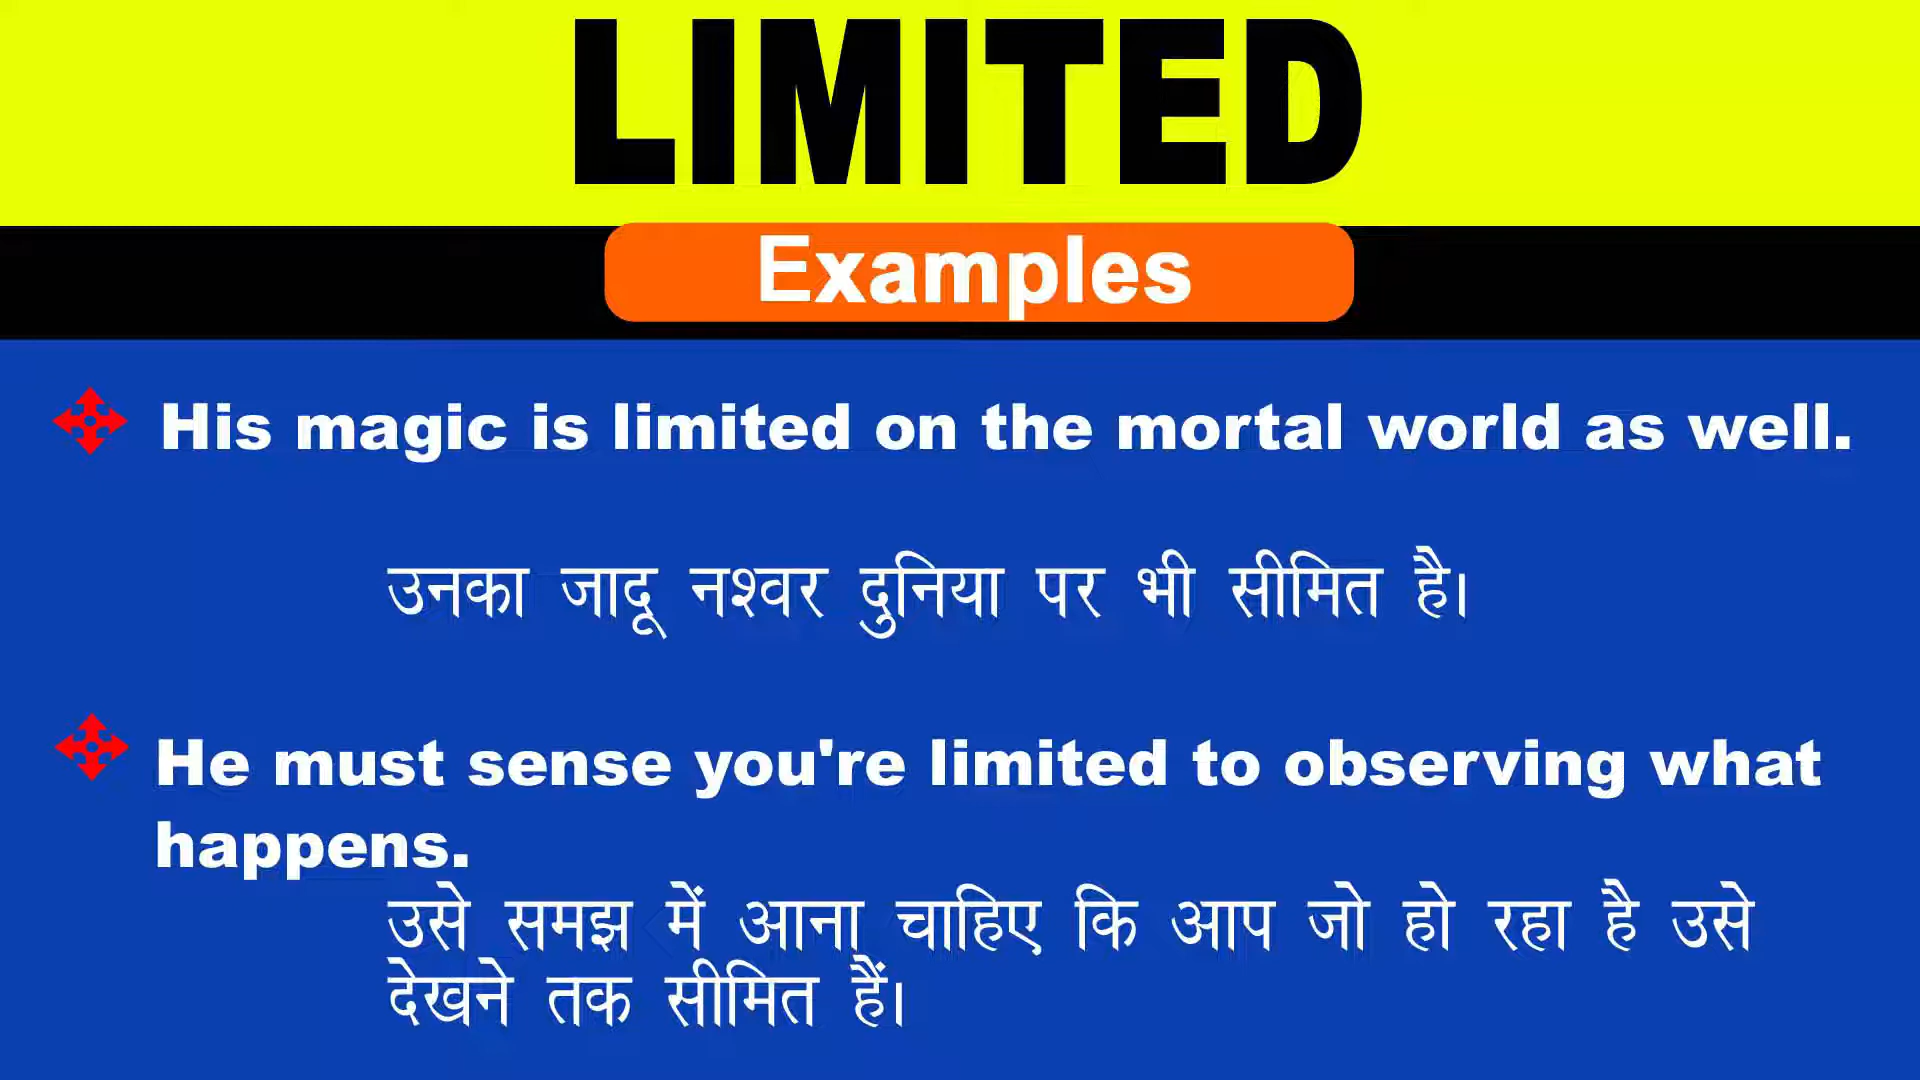 LIMITED
Examples
His magic is limited on the mortal world as well.
उनका जादू नश्वर दुनिया पर भी सीमित है।
He must sense you're limited to observing what
happens.
उसे समझ में आना चाहिए कि आप जो हो रहा है उसे
देखने तक सीमित हैं।